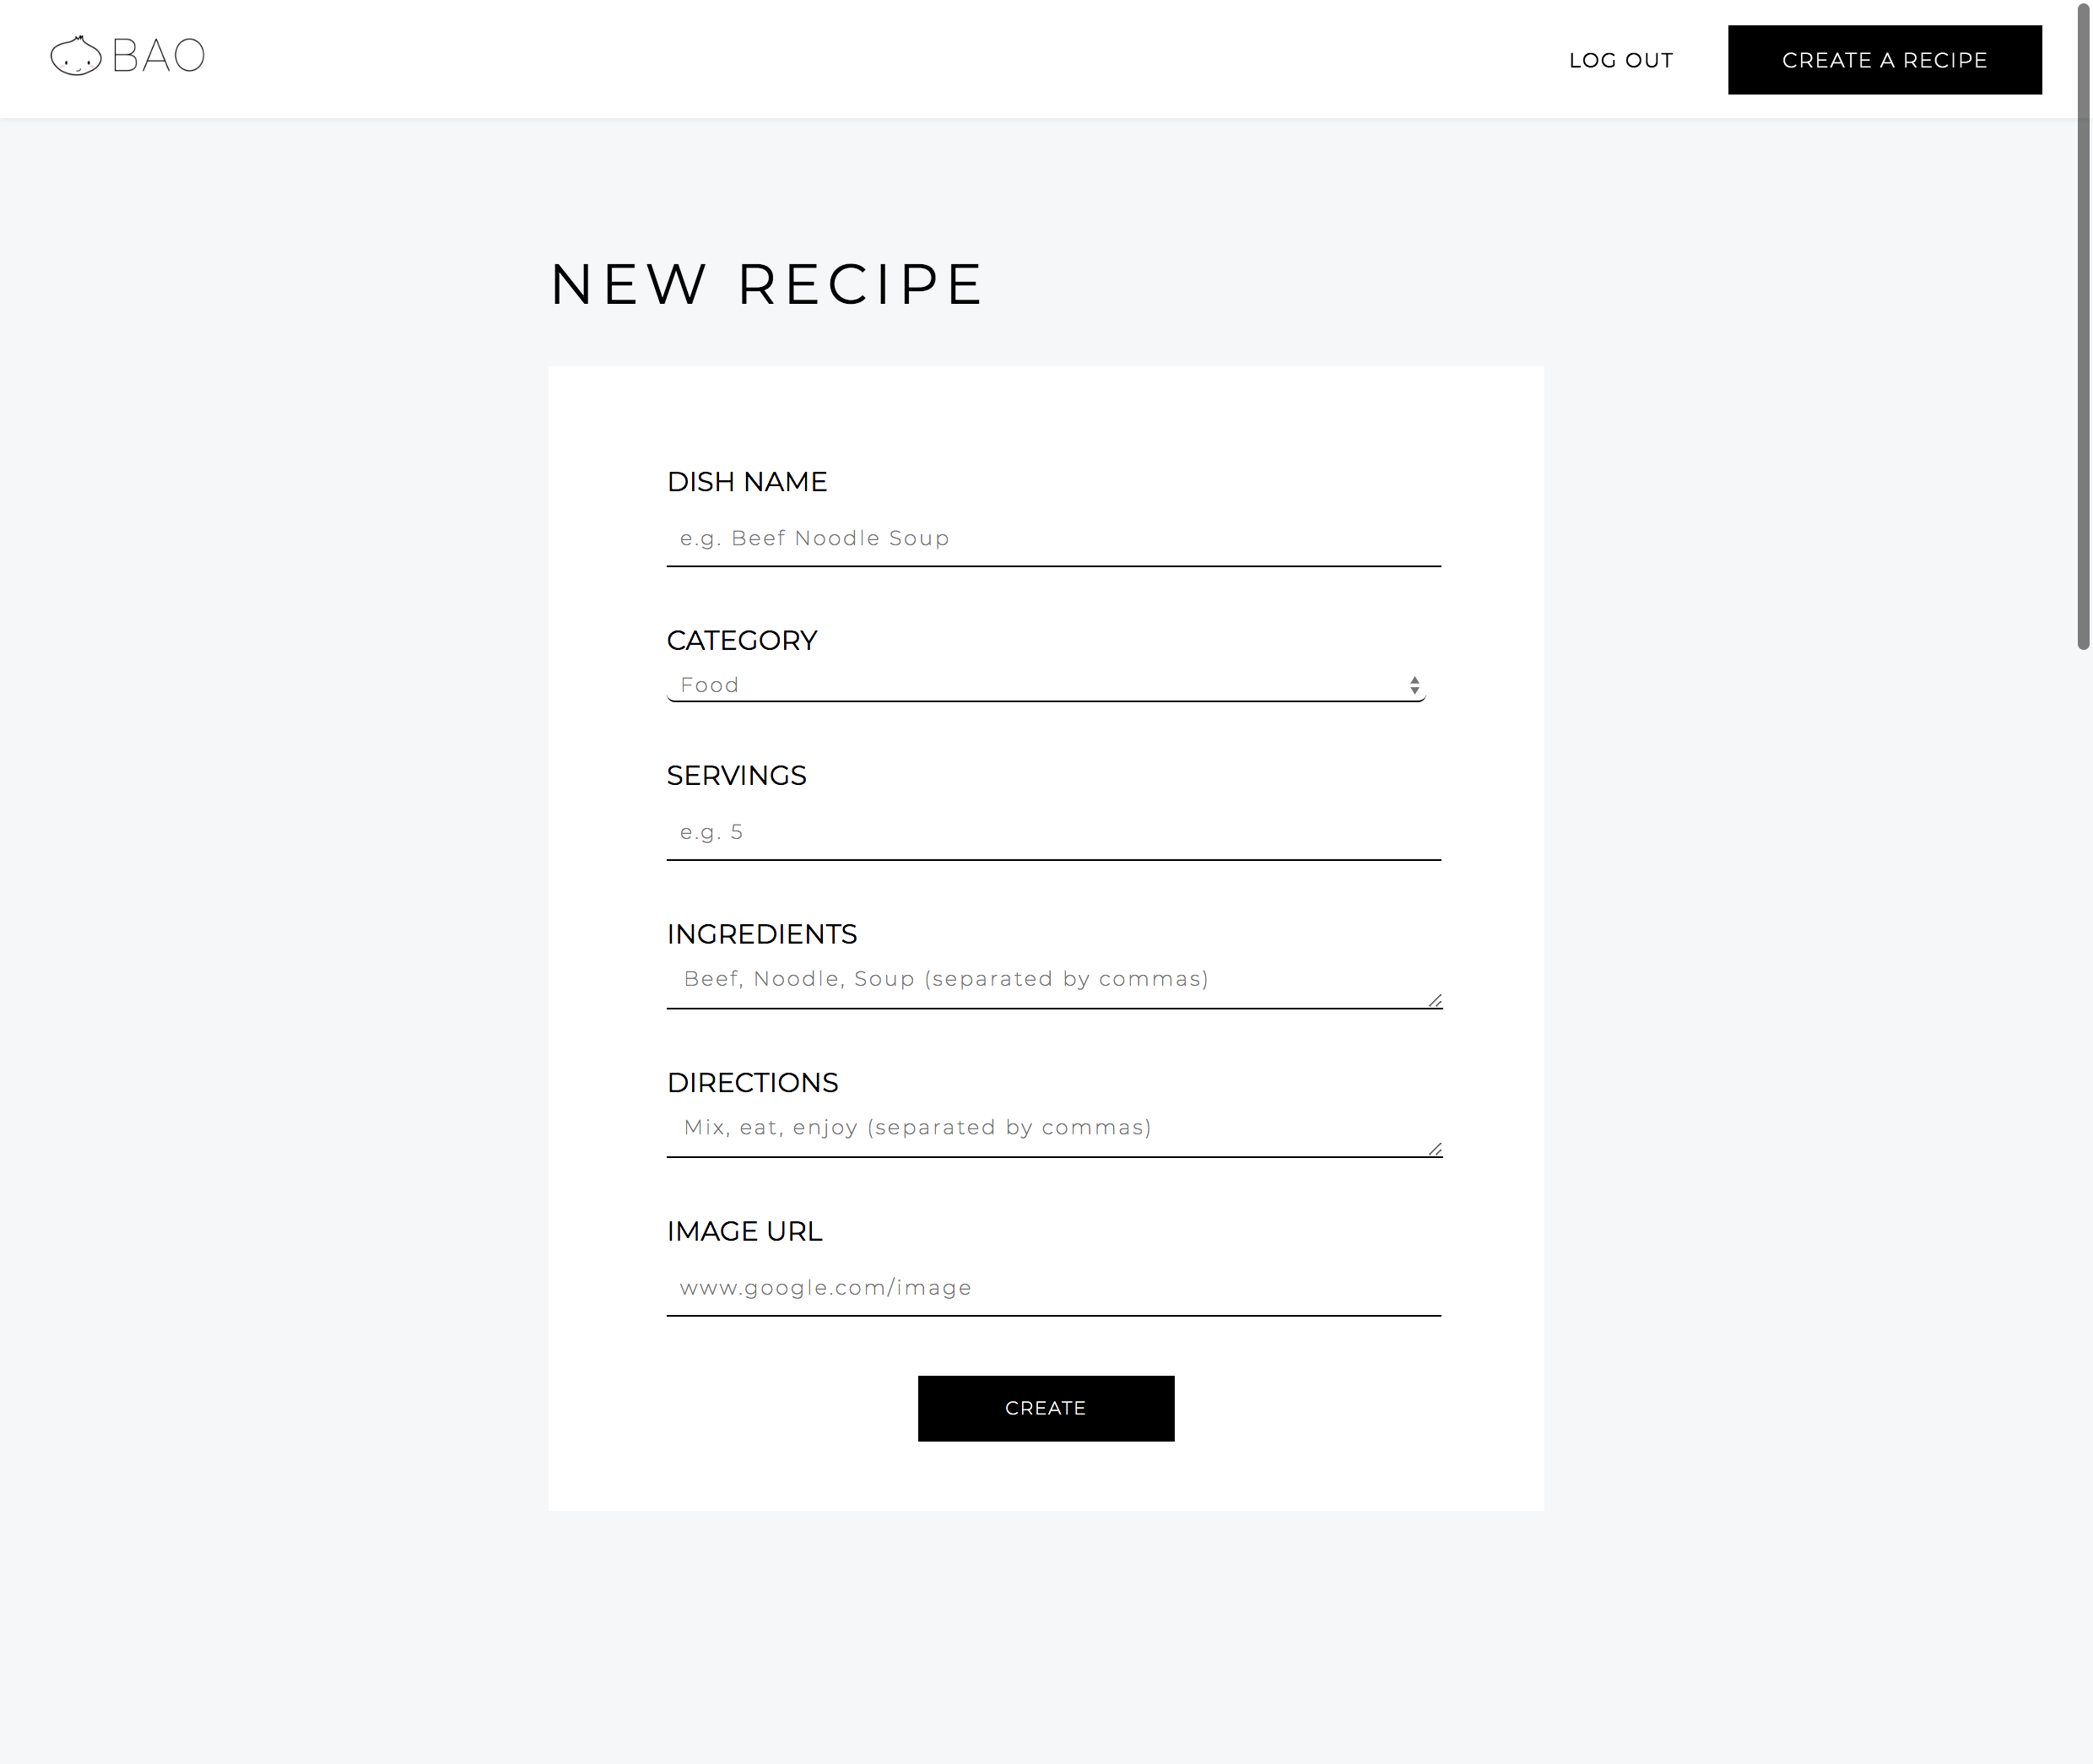 BAO
LOG OUT
CREATE A RECIPE
NEW RECIPE
DISH NAME
e.g. Beef Noodle Soup
CATEGORY
Food
SERVINGS
e.g. 5
INGREDIENTS
Beef, Noodle, Soup (separated by commas)
DIRECTIONS
Mix, eat, enjoy (separated by commas)
IMAGE URL
www.google.com/image
CREATE